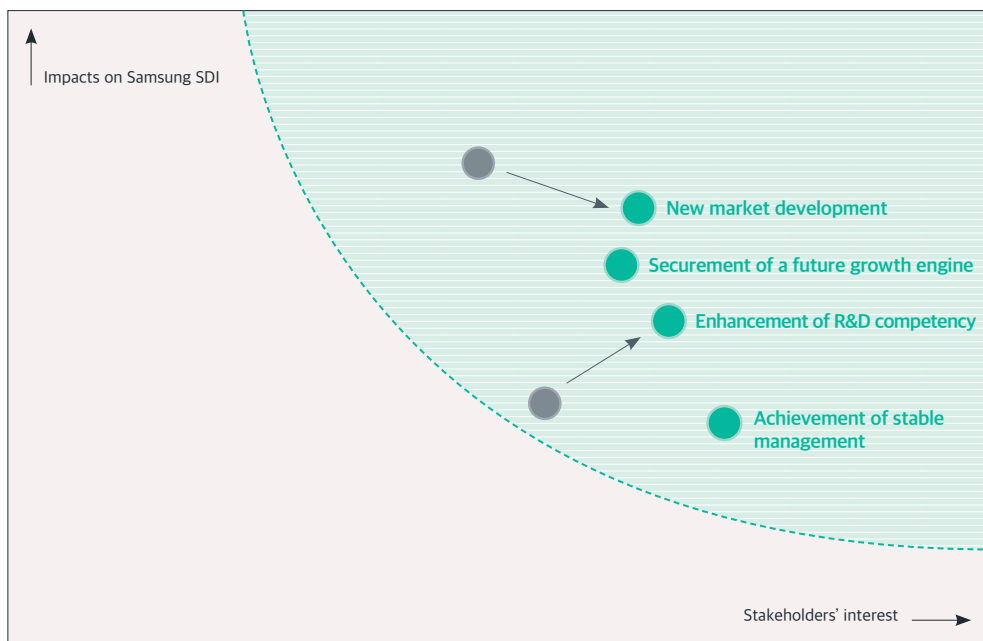 Impacts on Samsung SDI
New market development
Securement of a future growth engine
Enhancement of R&D competency
Achievement of stable
management
Stakeholders' interest